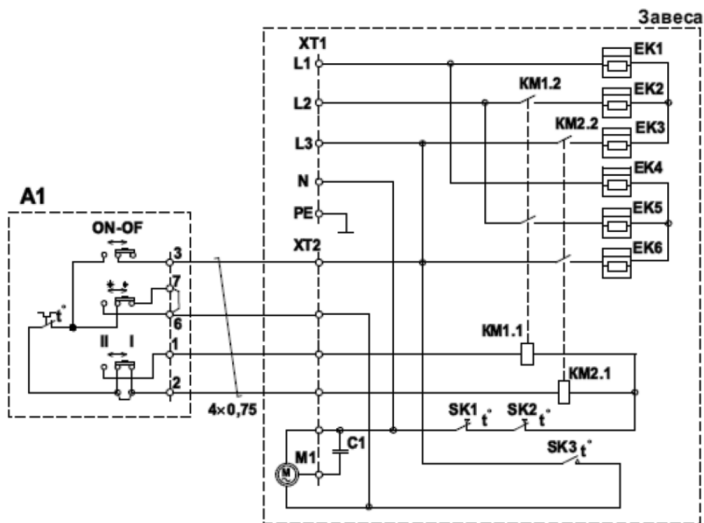 Завеса
XT1
L1
EK1
KM1.2
EK2
L2
KM2.2
EK3
L3
EK4
N
A1
PE
EK5
ON-OF
XT2
EK6
3
7
t°
6
KM1.1
II I
1
KM2.1
2
4×0,75
SK1 t°
SK2 t°
C1
M1
M
SK3 t°